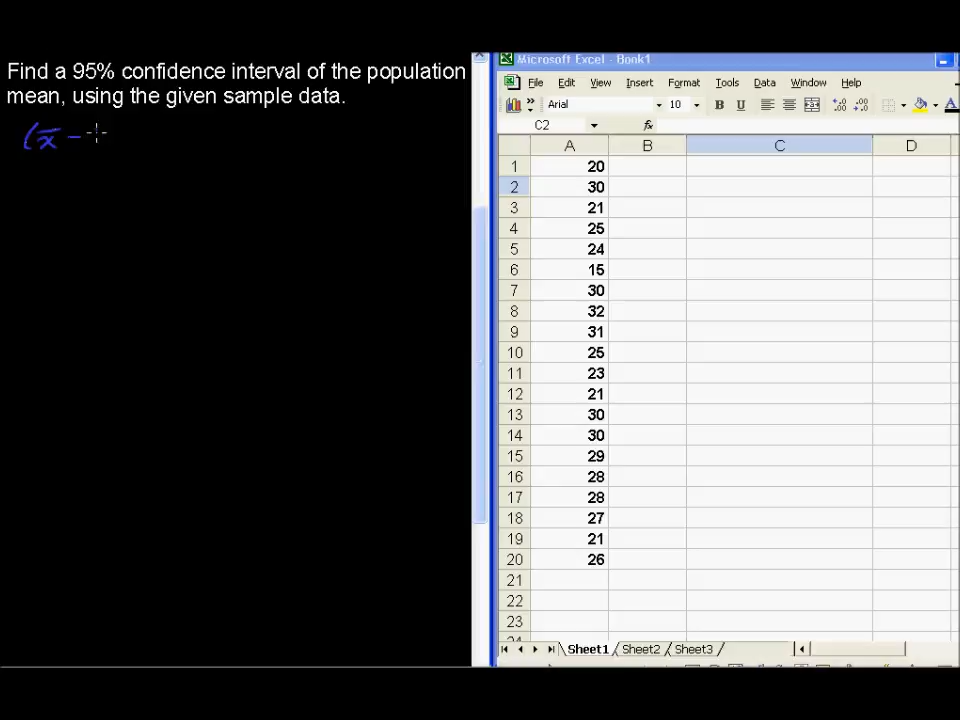 Find a 95% confidence interval of the population
mean, using the given sample data.
(x̄ −
Microsoft Excel - Book1
File Edit View Insert Format Tools Data Window Help
Arial 10 B U A
C2 fx
A B C D
1 20
2 30
3 21
4 25
5 24
6 15
7 30
8 32
9 31
10 25
11 23
12 21
13 30
14 30
15 29
16 28
17 28
18 27
19 21
20 26
21
22
23
24
Sheet1 Sheet2 Sheet3